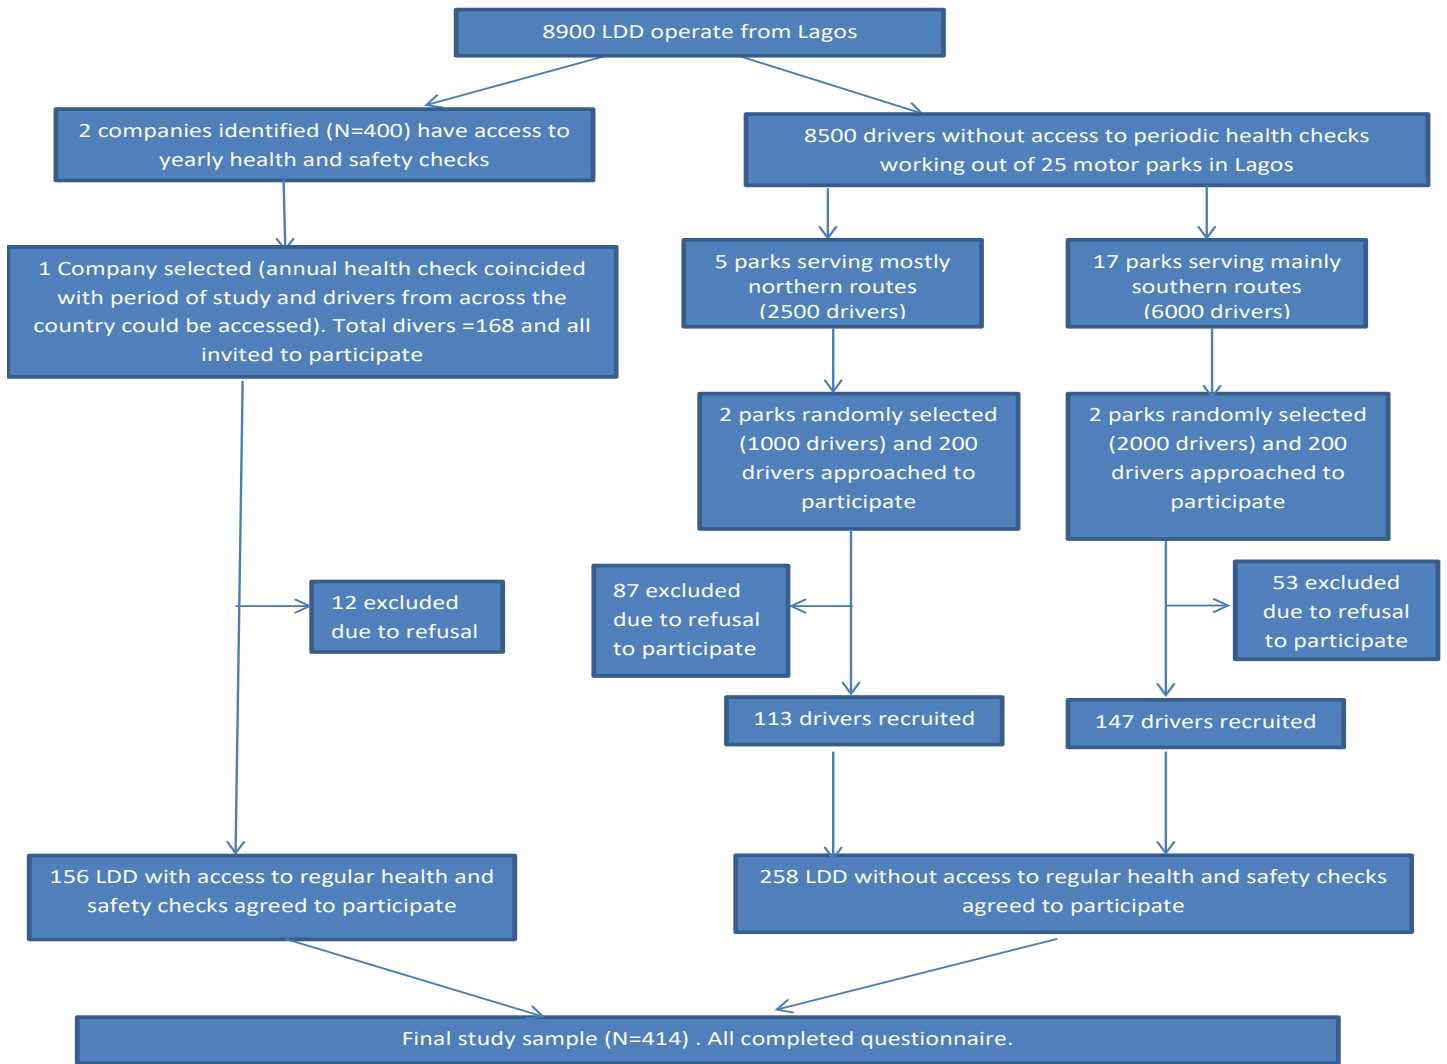 8900 LDD operate from Lagos
2 companies identified (N=400) have access to
yearly health and safety checks
8500 drivers without access to periodic health checks
working out of 25 motor parks in Lagos
1 Company selected (annual health check coincided
with period of study and drivers from across the
country could be accessed). Total divers =168 and all
invited to participate
5 parks serving mostly
northern routes
(2500 drivers)
17 parks serving mainly
southern routes
(6000 drivers)
2 parks randomly selected
(1000 drivers) and 200
drivers approached to
participate
2 parks randomly selected
(2000 drivers) and 200
drivers approached to
participate
12 excluded
due to refusal
87 excluded
due to refusal
to participate
53 excluded
due to refusal
to participate
113 drivers recruited
147 drivers recruited
156 LDD with access to regular health and
safety checks agreed to participate
258 LDD without access to regular health and safety checks
agreed to participate
Final study sample (N=414) . All completed questionnaire.